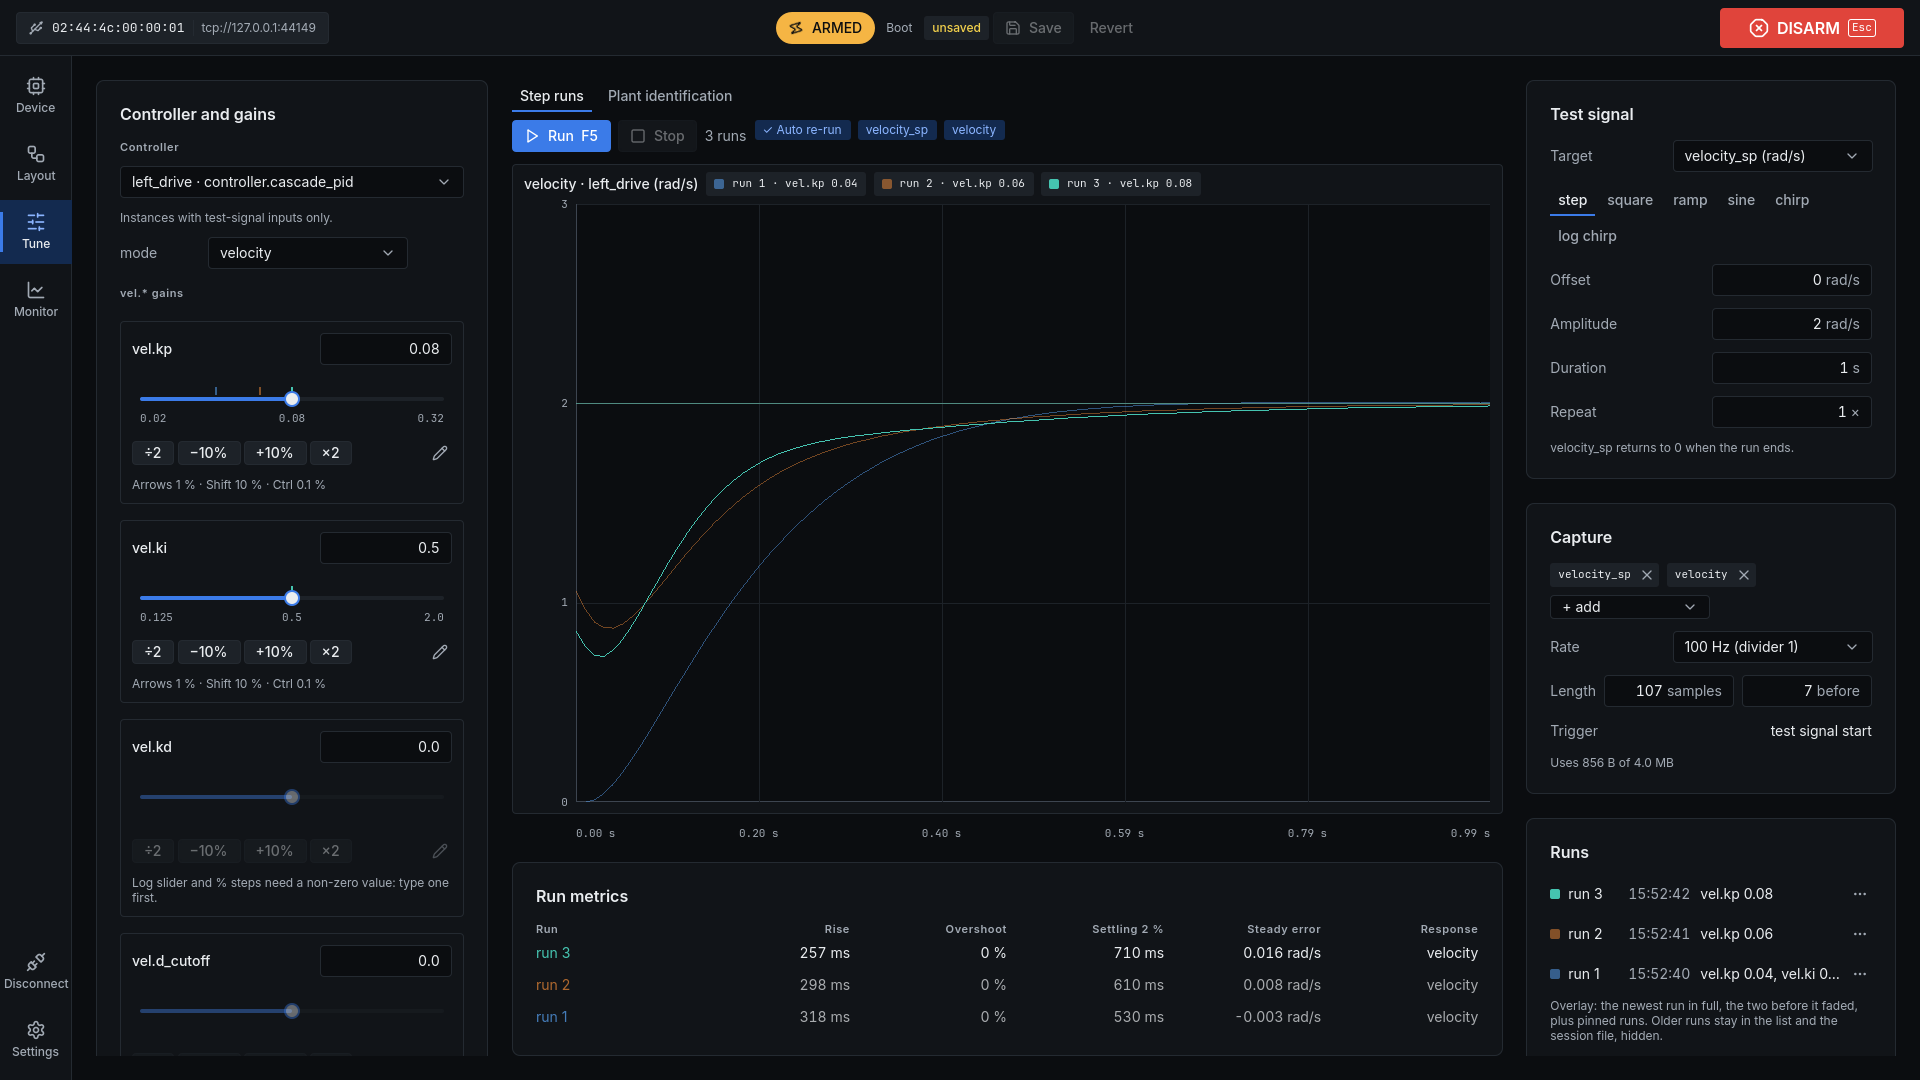 02:44:4c:00:00:01 tcp://127.0.0.1:44149
ARMED Boot unsaved Save Revert
DISARM Esc
Device
Layout
Tune
Monitor
Disconnect
Settings
Controller and gains
Controller
left_drive · controller.cascade_pid
Instances with test-signal inputs only.
mode velocity
vel.* gains
vel.kp 0.08
0.02 0.08 0.32
÷2 −10% +10% ×2
Arrows 1 % · Shift 10 % · Ctrl 0.1 %
vel.ki 0.5
0.125 0.5 2.0
÷2 −10% +10% ×2
Arrows 1 % · Shift 10 % · Ctrl 0.1 %
vel.kd 0.0
÷2 −10% +10% ×2
Log slider and % steps need a non-zero value: type one
first.
vel.d_cutoff 0.0
Step runs Plant identification
Run F5 Stop 3 runs ✓ Auto re-run velocity_sp velocity
velocity · left_drive (rad/s) run 1 · vel.kp 0.04 run 2 · vel.kp 0.06 run 3 · vel.kp 0.08
3
2
1
0
0.00 s 0.20 s 0.40 s 0.59 s 0.79 s 0.99 s
Run metrics
Run Rise Overshoot Settling 2 % Steady error Response
run 3 257 ms 0 % 710 ms 0.016 rad/s velocity
run 2 298 ms 0 % 610 ms 0.008 rad/s velocity
run 1 318 ms 0 % 530 ms -0.003 rad/s velocity
Test signal
Target velocity_sp (rad/s)
step square ramp sine chirp
log chirp
Offset 0 rad/s
Amplitude 2 rad/s
Duration 1 s
Repeat 1 ×
velocity_sp returns to 0 when the run ends.
Capture
velocity_sp velocity
+ add
Rate 100 Hz (divider 1)
Length 107 samples 7 before
Trigger test signal start
Uses 856 B of 4.0 MB
Runs
run 3 15:52:42 vel.kp 0.08 ···
run 2 15:52:41 vel.kp 0.06 ···
run 1 15:52:40 vel.kp 0.04, vel.ki 0... ···
Overlay: the newest run in full, the two before it faded,
plus pinned runs. Older runs stay in the list and the
session file, hidden.